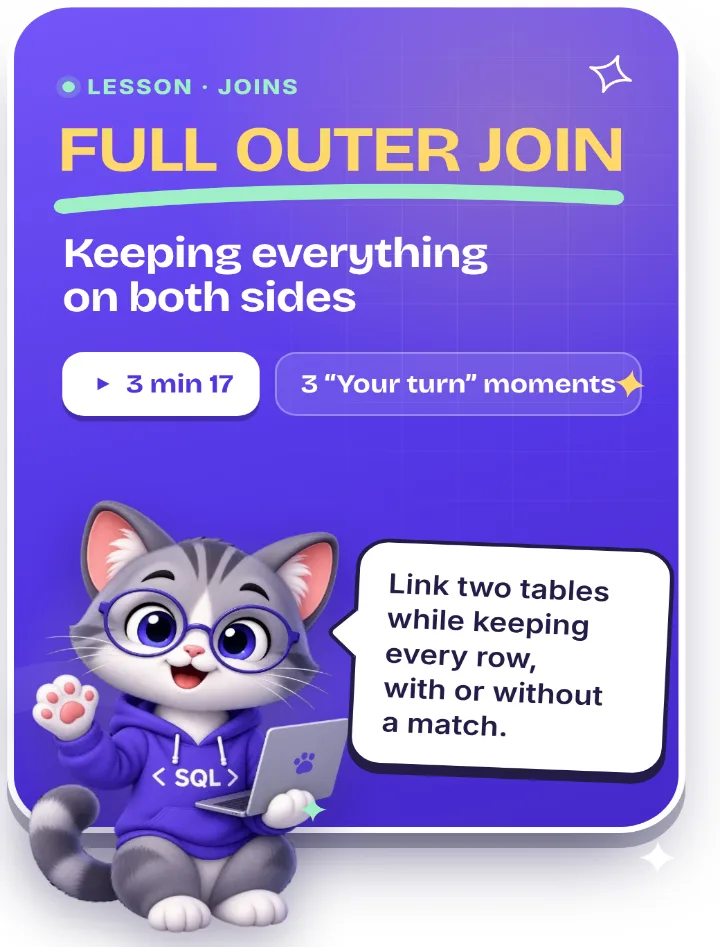 LESSON · JOINS
FULL OUTER JOIN
Keeping everything
on both sides
3 min 17
3 “Your turn” moments
Link two tables
while keeping
every row,
with or without
a match.
< SQL >